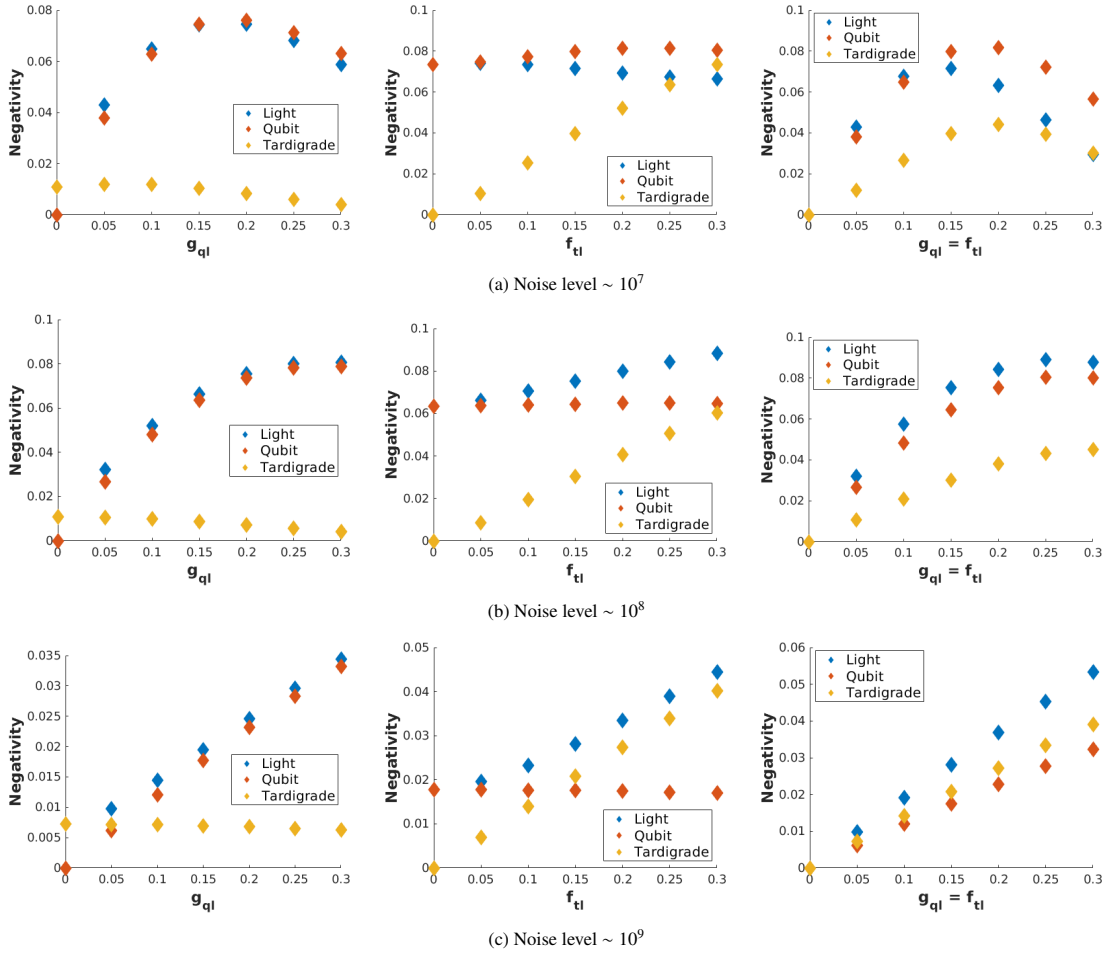 0.08
0.06
0.04
0.02
0
Negativity
0 0.05 0.1 0.15 0.2 0.25 0.3
g_ql
Light
Qubit
Tardigrade
0.1
0.08
0.06
0.04
0.02
0
Negativity
0 0.05 0.1 0.15 0.2 0.25 0.3
f_tl
Light
Qubit
Tardigrade
0.1
0.08
0.06
0.04
0.02
0
Negativity
0 0.05 0.1 0.15 0.2 0.25 0.3
g_ql = f_tl
Light
Qubit
Tardigrade
(a) Noise level ~ 10^7
0.1
0.08
0.06
0.04
0.02
0
Negativity
0 0.05 0.1 0.15 0.2 0.25 0.3
g_ql
Light
Qubit
Tardigrade
0.1
0.08
0.06
0.04
0.02
0
Negativity
0 0.05 0.1 0.15 0.2 0.25 0.3
f_tl
Light
Qubit
Tardigrade
0.1
0.08
0.06
0.04
0.02
0
Negativity
0 0.05 0.1 0.15 0.2 0.25 0.3
g_ql = f_tl
Light
Qubit
Tardigrade
(b) Noise level ~ 10^8
0.035
0.03
0.025
0.02
0.015
0.01
0.005
0
Negativity
0 0.05 0.1 0.15 0.2 0.25 0.3
g_ql
Light
Qubit
Tardigrade
0.05
0.04
0.03
0.02
0.01
0
Negativity
0 0.05 0.1 0.15 0.2 0.25 0.3
f_tl
Light
Qubit
Tardigrade
0.06
0.05
0.04
0.03
0.02
0.01
0
Negativity
0 0.05 0.1 0.15 0.2 0.25 0.3
g_ql = f_tl
Light
Qubit
Tardigrade
(c) Noise level ~ 10^9